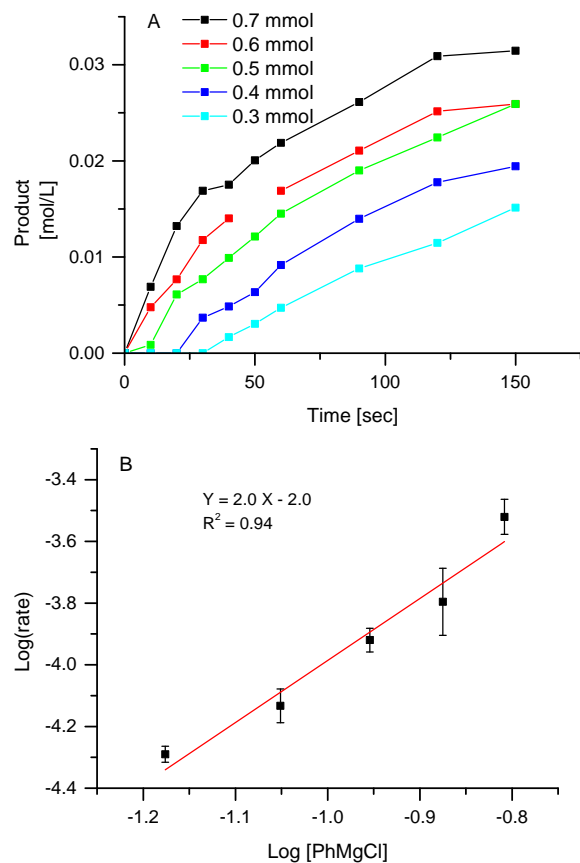 A
0.7 mmol
0.6 mmol
0.5 mmol
0.4 mmol
0.3 mmol
0.03
0.02
0.01
0.00
Product
[mol/L]
0 50 100 150
Time [sec]
B
Y = 2.0 X - 2.0
R² = 0.94
-3.4
-3.6
-3.8
-4.0
-4.2
-4.4
Log(rate)
-1.2 -1.1 -1.0 -0.9 -0.8
Log [PhMgCl]